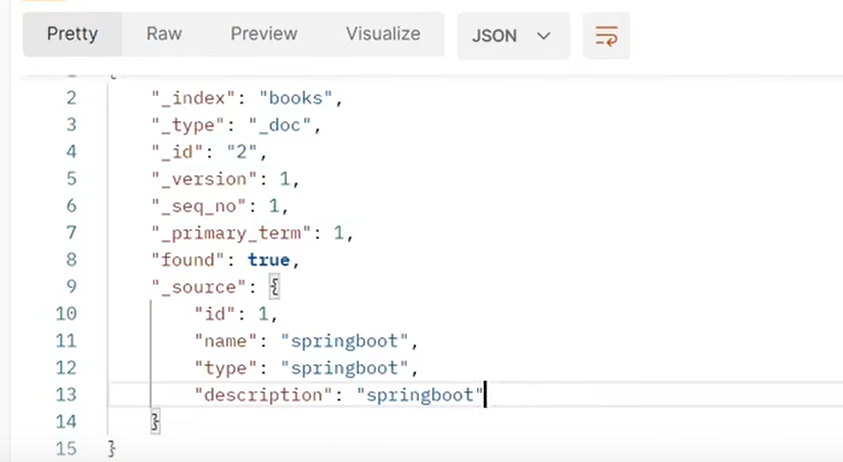 Pretty Raw Preview Visualize JSON
2 "_index": "books",
3 "_type": "_doc",
4 "_id": "2",
5 "_version": 1,
6 "_seq_no": 1,
7 "_primary_term": 1,
8 "found": true,
9 "_source": {
10 "id": 1,
11 "name": "springboot",
12 "type": "springboot",
13 "description": "springboot"
14 }
15 }